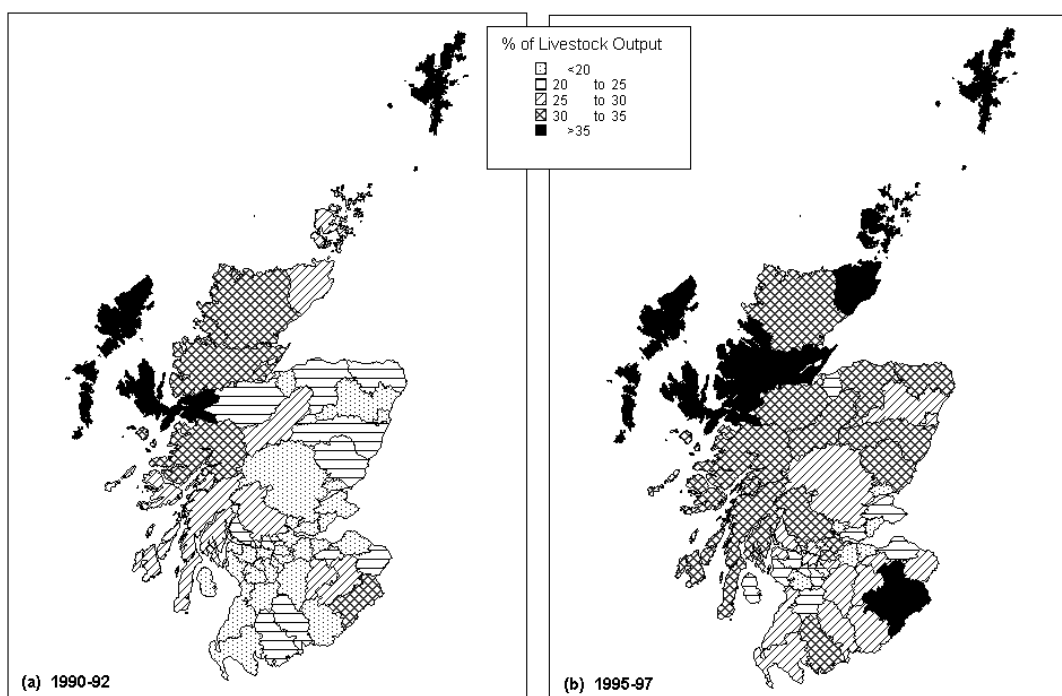 % of Livestock Output
<20
20 to 25
25 to 30
30 to 35
>35
(a) 1990-92
(b) 1995-97